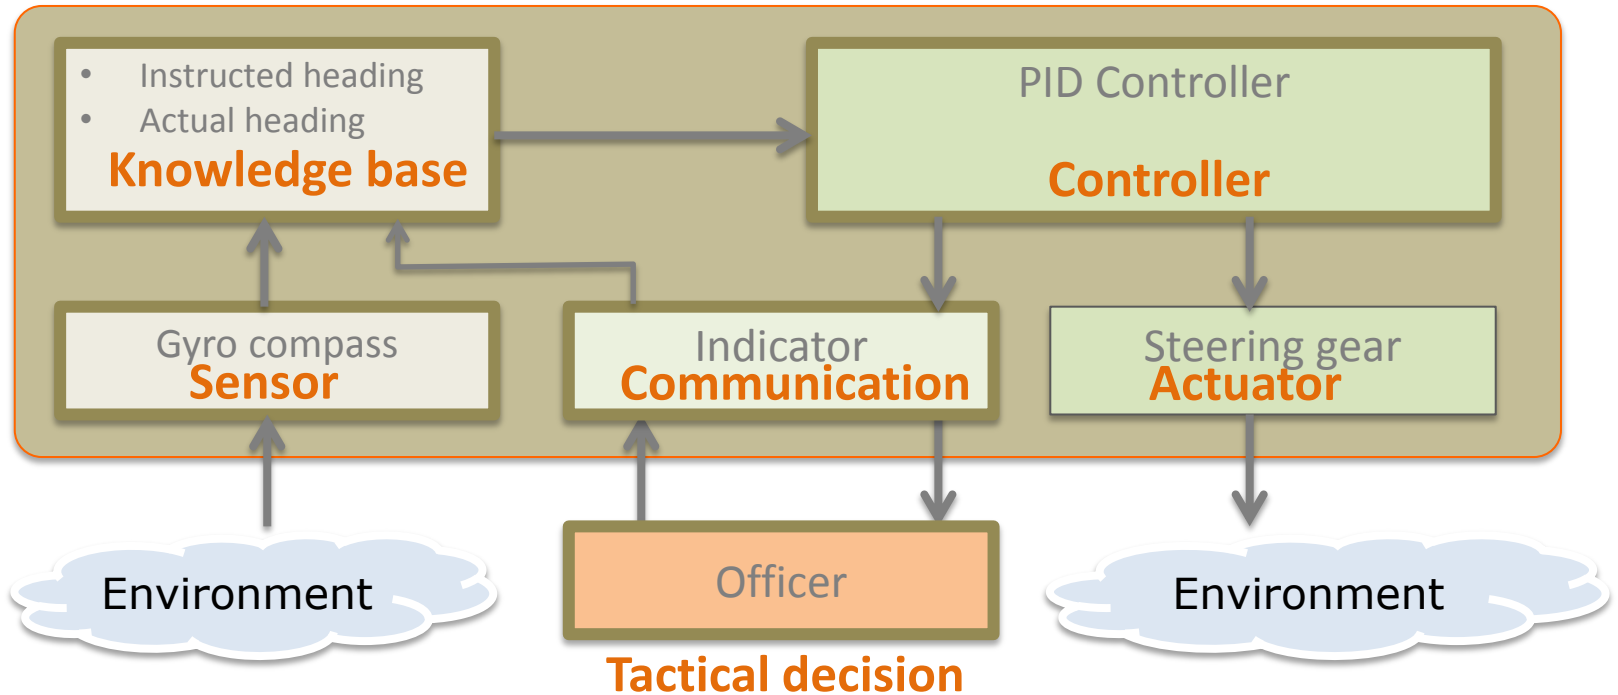 • Instructed heading
• Actual heading
Knowledge base
PID Controller
Controller
Gyro compass
Sensor
Indicator
Communication
Steering gear
Actuator
Environment
Officer
Environment
Tactical decision